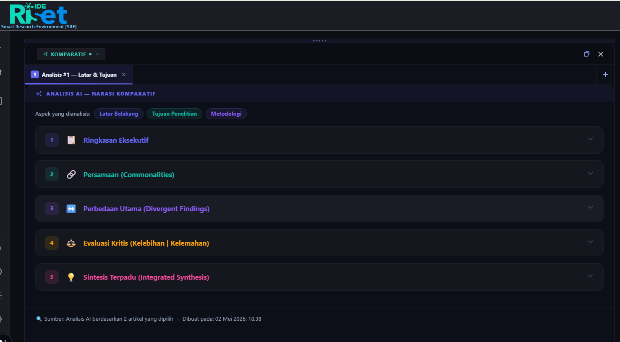 Riset
IDE
Smart Research Environment (SRE)
KOMPARATIF
Analisis #1 — Latar & Tujuan ×
ANALISIS AI — NARASI KOMPARATIF
Aspek yang dianalisis: Latar Belakang Tujuan Penelitian Metodologi
1 Ringkasan Eksekutif
2 Persamaan (Commonalities)
3 Perbedaan Utama (Divergent Findings)
4 Evaluasi Kritis (Kelebihan | Kelemahan)
5 Sintesis Terpadu (Integrated Synthesis)
Sumber: Analisis AI berdasarkan 2 artikel yang dipilih · Dibuat pada: 02 Mei 2026, 18.38